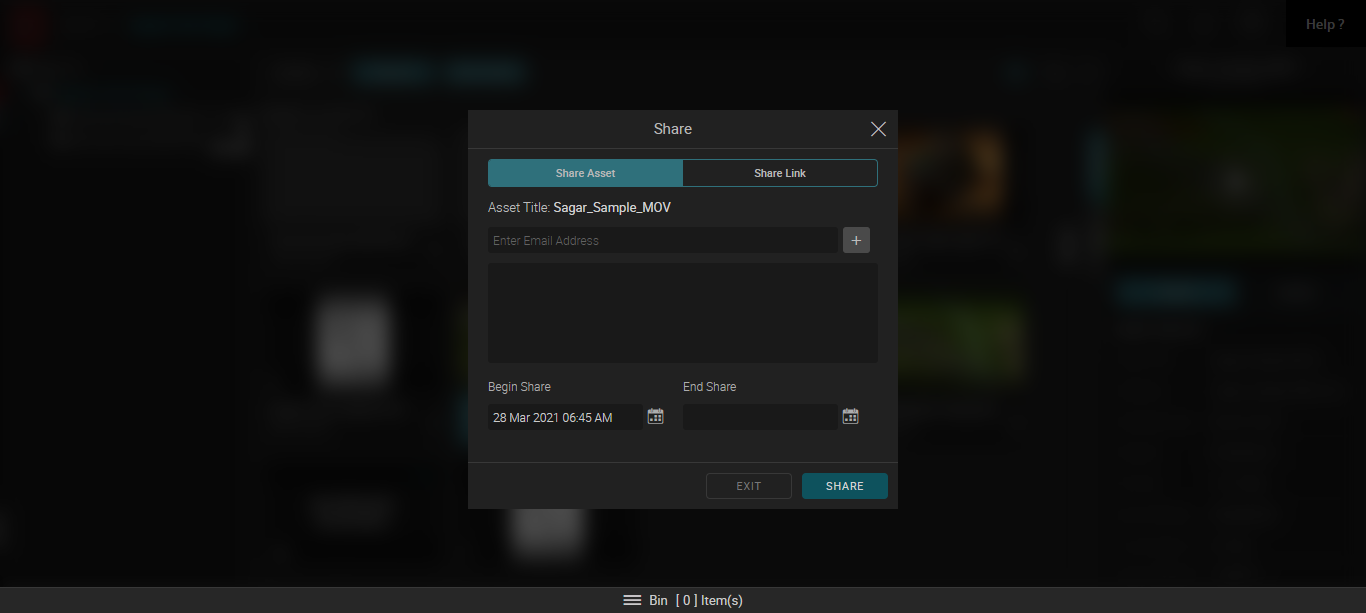 Help ?
Share
Share Asset
Share Link
Asset Title: Sagar_Sample_MOV
Enter Email Address
+
Begin Share
End Share
28 Mar 2021 06:45 AM
EXIT
SHARE
Bin [ 0 ] Item(s)